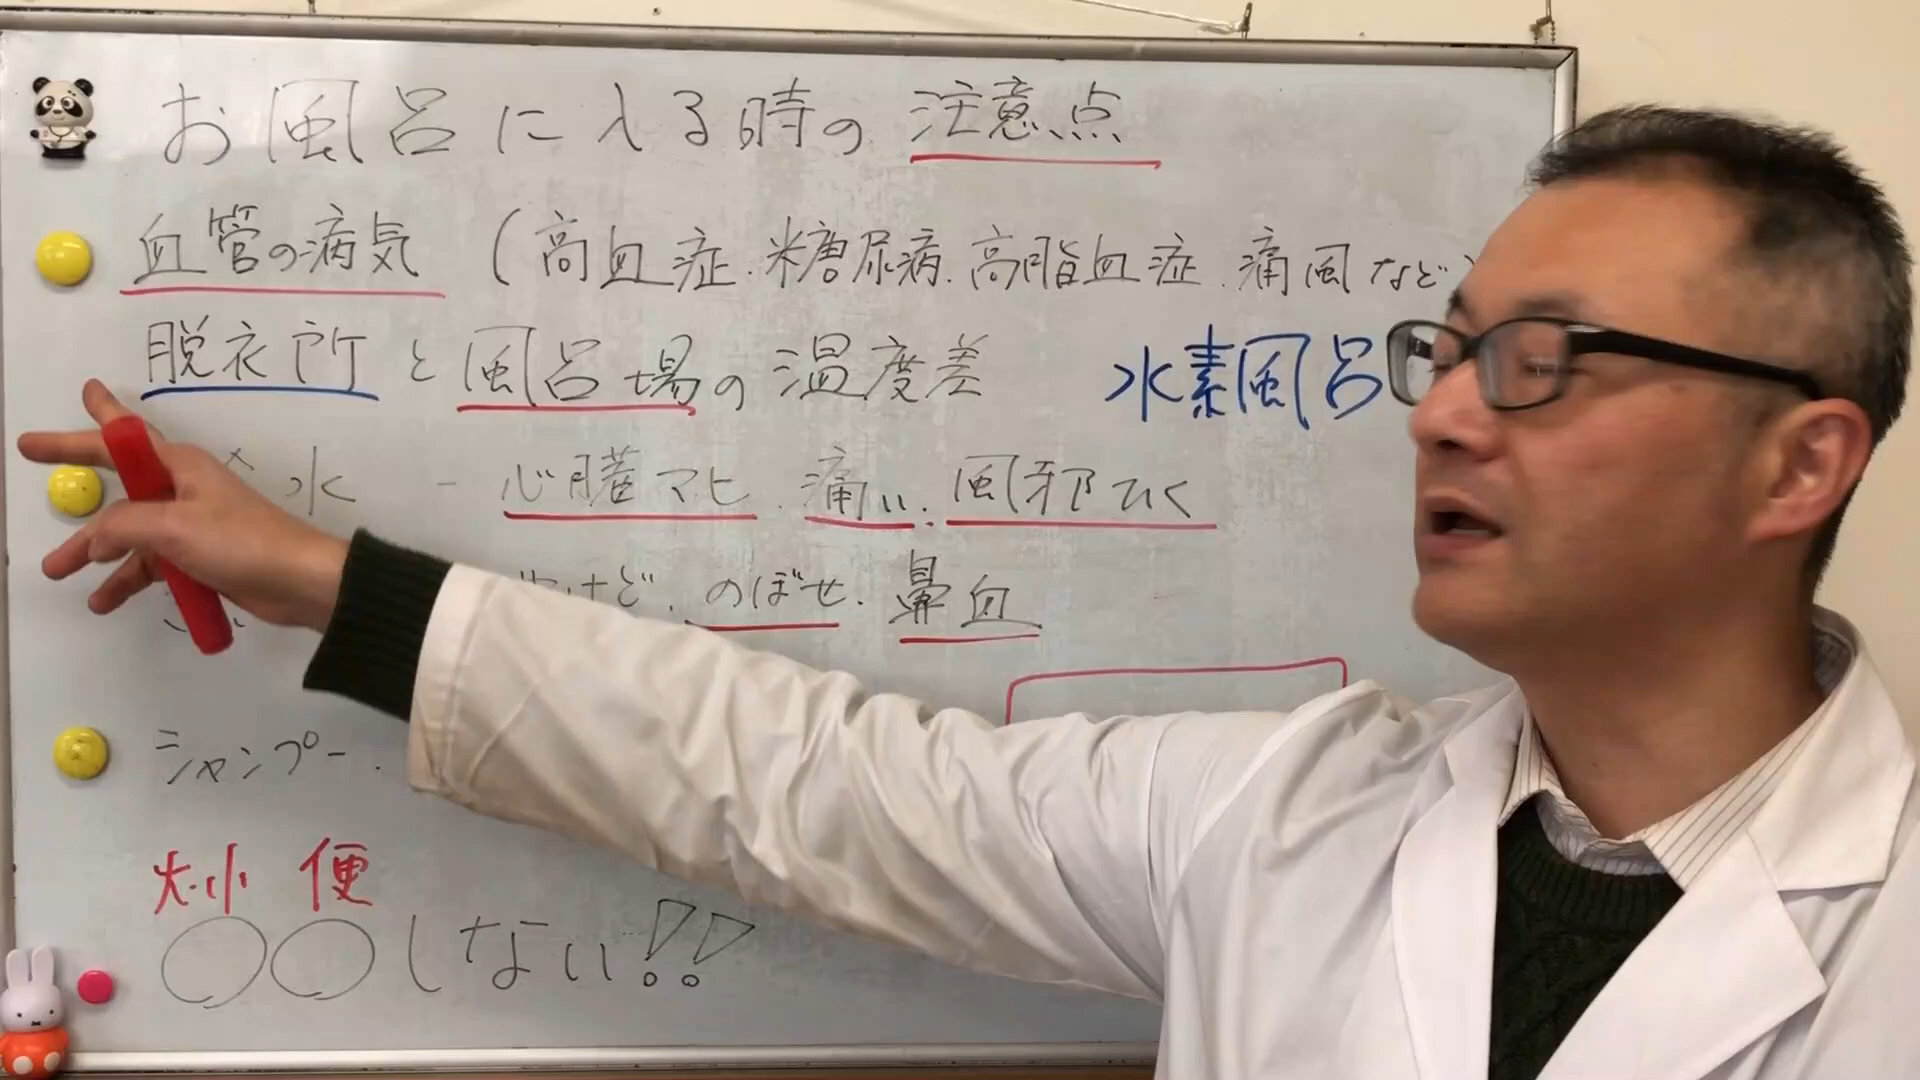 お風呂に入る時の注意点
血管の病気 (高血症.糖尿病.高脂血症.痛風など)
脱衣所と風呂場の温度差 水素風呂
水 - 心臓マヒ.痛い.風邪ひく
やけど.のぼせ.鼻血
シャンプー.
大・小 便
○○しない!!